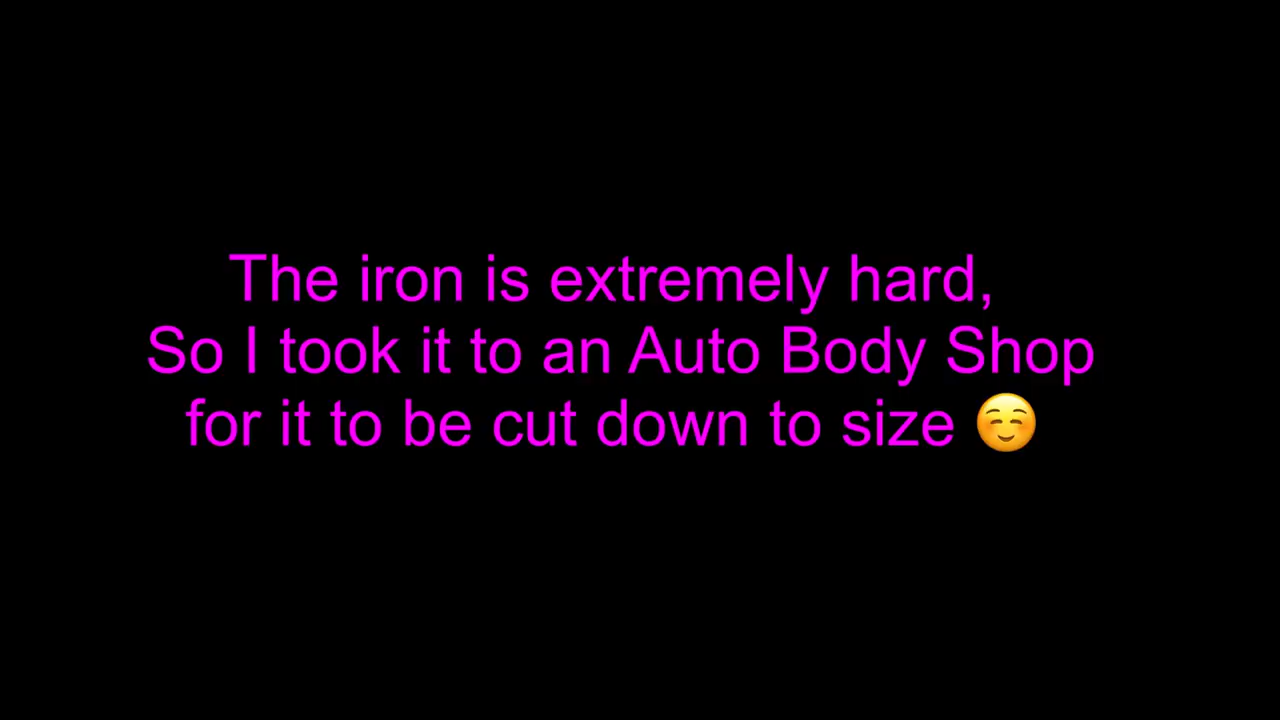 The iron is extremely hard,
So I took it to an Auto Body Shop
for it to be cut down to size ☺️